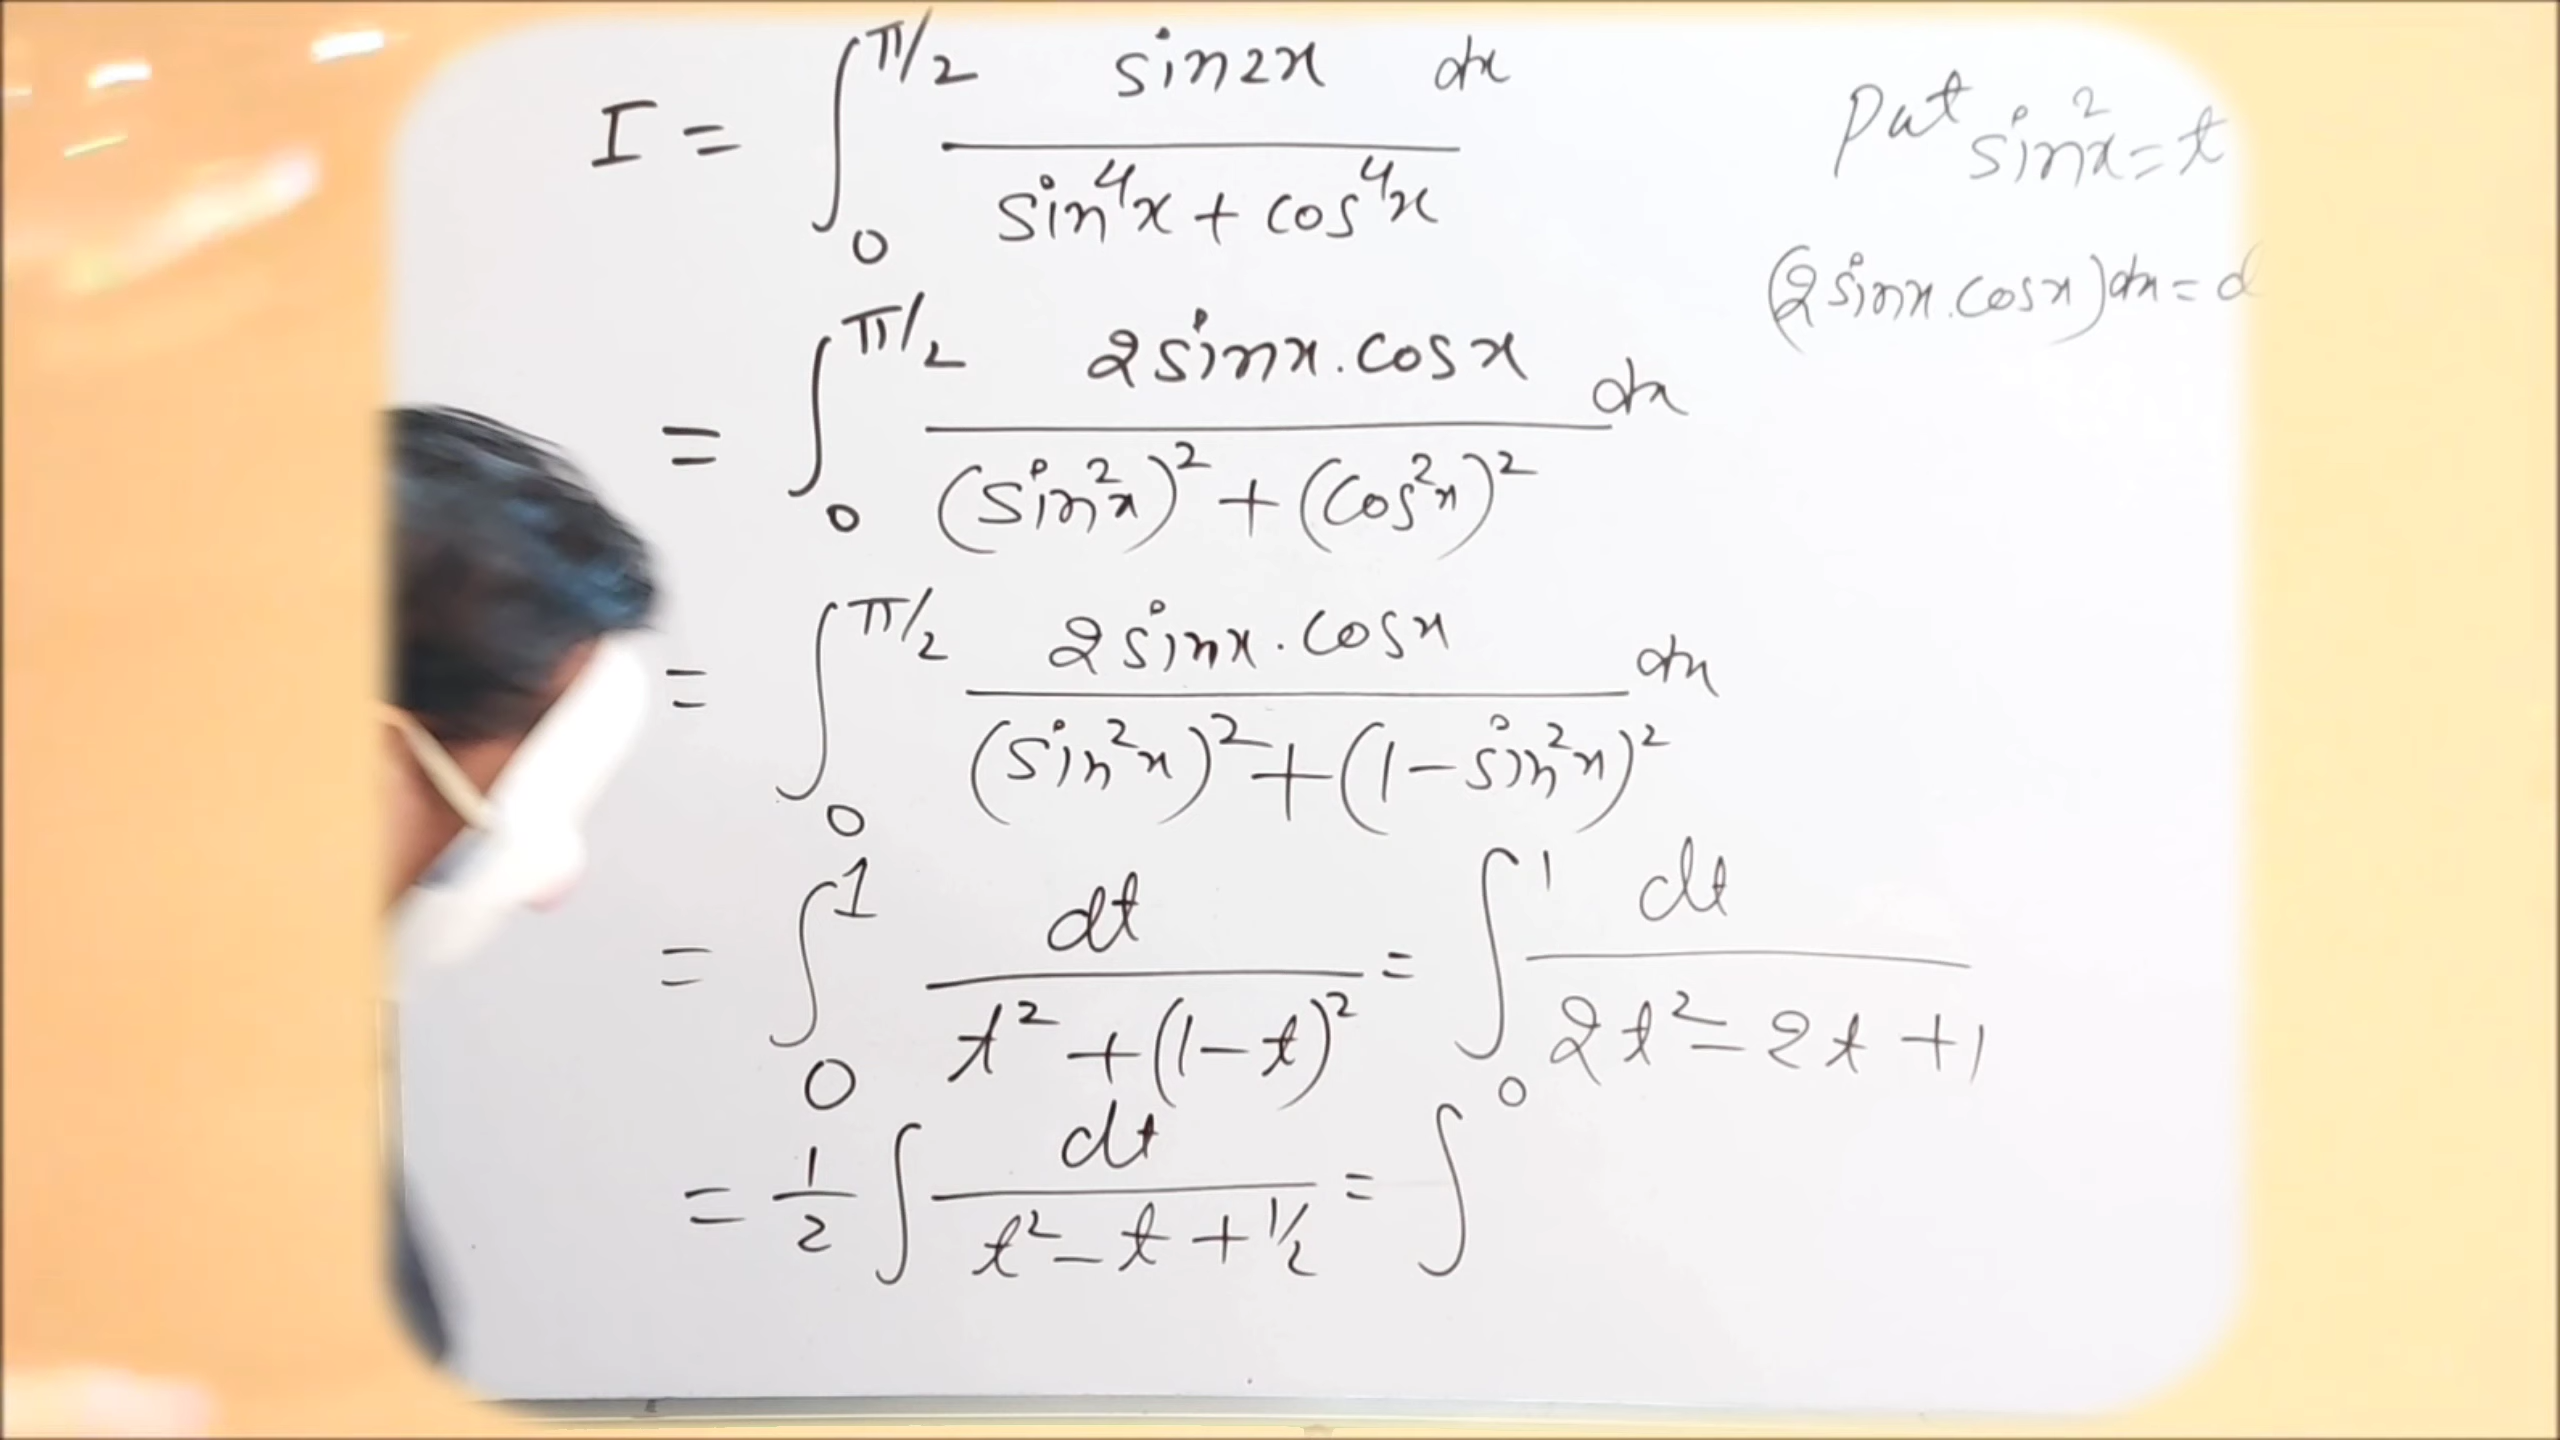 I = ∫₀^π/2 sin2x dx / sin⁴x + cos⁴x
Put sin²x = t
(2sinx.cosx)dx = d
= ∫₀^π/2 2sinx.cosx / (sin²x)² + (cos²x)² dx
= ∫₀^π/2 2sinx.cosx / (sin²x)² + (1-sin²x)² dx
= ∫₀^1 dt / t² + (1-t)² = ∫₀^1 dt / 2t² - 2t + 1
= 1/2 ∫ dt / t² - t + 1/2 = ∫